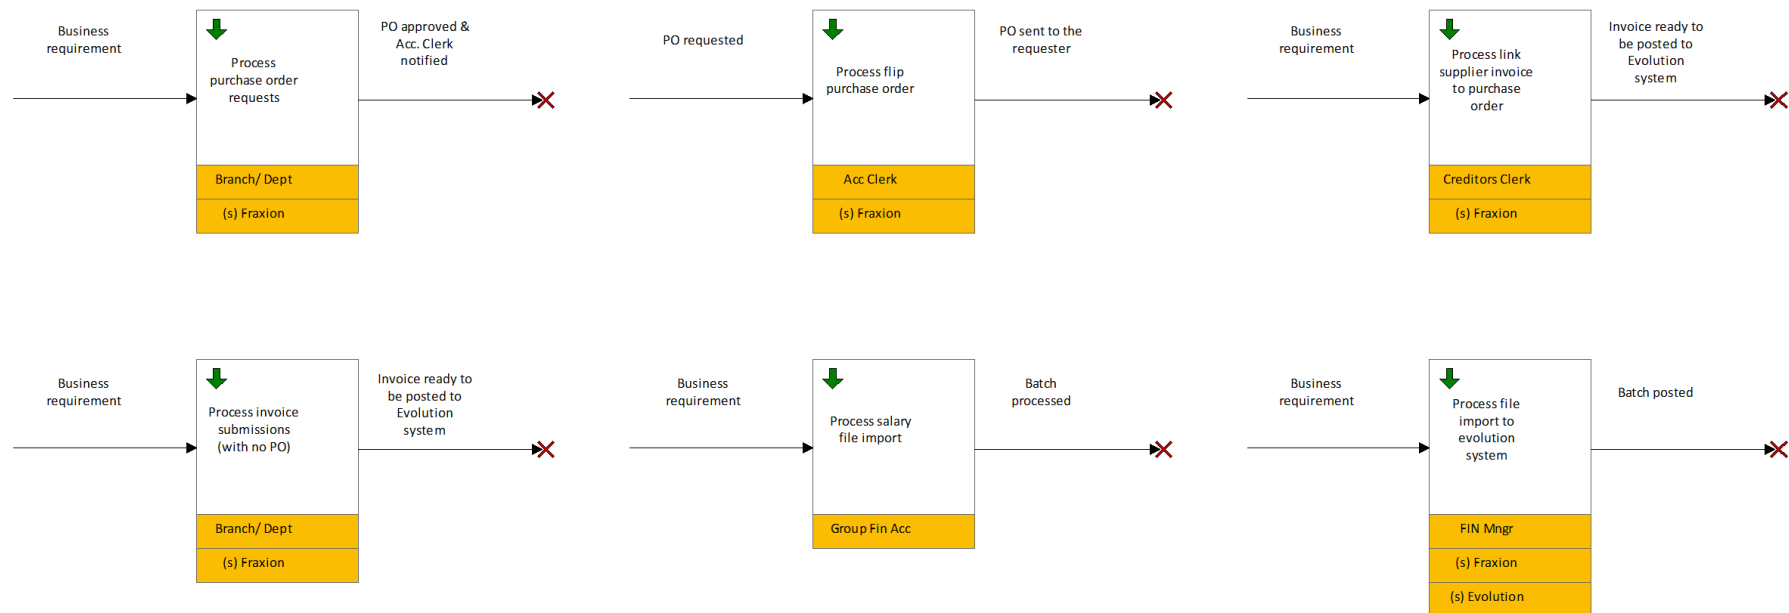 Business
requirement
Process
purchase order
requests
PO approved &
Acc. Clerk
notified
Branch/ Dept
(s) Fraxion
PO requested
Process flip
purchase order
PO sent to the
requester
Acc Clerk
(s) Fraxion
Business
requirement
Process link
supplier invoice
to purchase
order
Invoice ready to
be posted to
Evolution
system
Creditors Clerk
(s) Fraxion
Business
requirement
Process invoice
submissions
(with no PO)
Invoice ready to
be posted to
Evolution
system
Branch/ Dept
(s) Fraxion
Business
requirement
Process salary
file import
Batch
processed
Group Fin Acc
Business
requirement
Process file
import to
evolution
system
Batch posted
FIN Mngr
(s) Fraxion
(s) Evolution